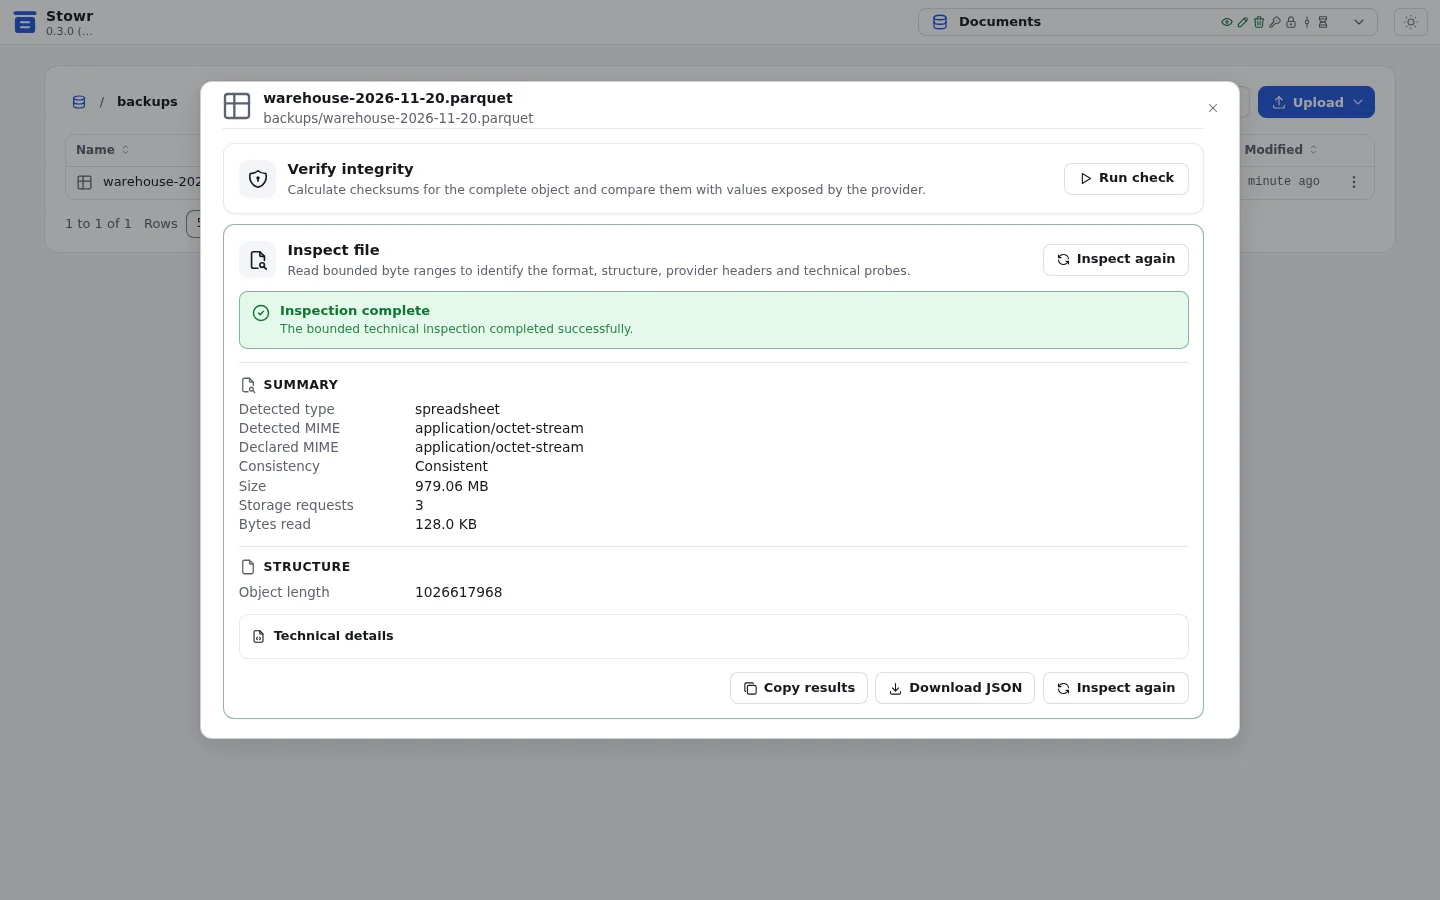 Stowr
0.3.0 (...
Documents
/ backups
Upload
Name
Modified
warehouse-202
minute ago
1 to 1 of 1 Rows
warehouse-2026-11-20.parquet
backups/warehouse-2026-11-20.parquet
Verify integrity
Calculate checksums for the complete object and compare them with values exposed by the provider.
Run check
Inspect file
Read bounded byte ranges to identify the format, structure, provider headers and technical probes.
Inspect again
Inspection complete
The bounded technical inspection completed successfully.
SUMMARY
Detected type spreadsheet
Detected MIME application/octet-stream
Declared MIME application/octet-stream
Consistency Consistent
Size 979.06 MB
Storage requests 3
Bytes read 128.0 KB
STRUCTURE
Object length 1026617968
Technical details
Copy results Download JSON Inspect again